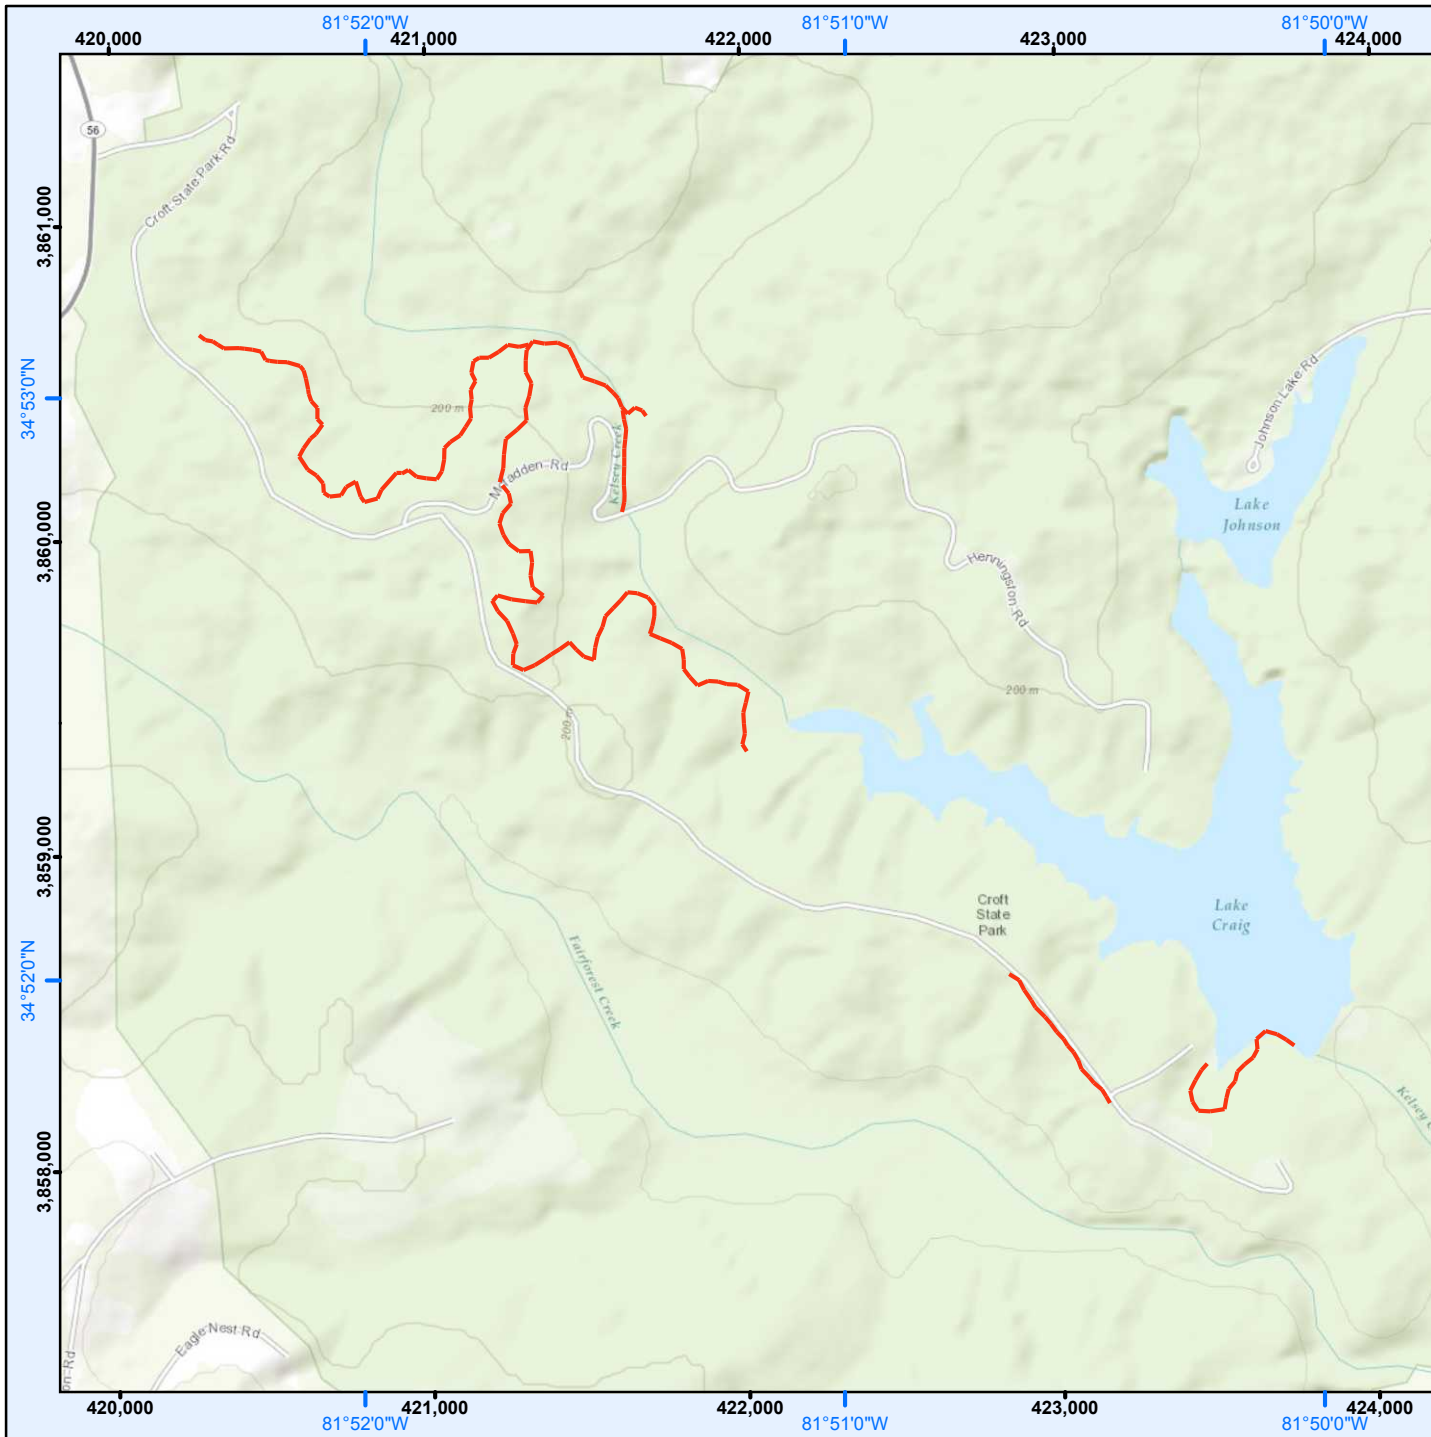 81°52'0"W
81°51'0"W
81°50'0"W
420,000
421,000
422,000
423,000
424,000
56
Croft State Park Rd
3,861,000
34°53'0"N
Johnson Lake Rd
200 m
McFadden Rd
Kelsey Creek
Lake
Johnson
3,860,000
Henningston Rd
200 m
200 m
3,859,000
Croft
State
Park
Lake
Craig
34°52'0"N
Fairforest Creek
Kelsey C
3,858,000
Eagle Nest Rd
on Rd
420,000
421,000
422,000
423,000
424,000
81°52'0"W
81°51'0"W
81°50'0"W